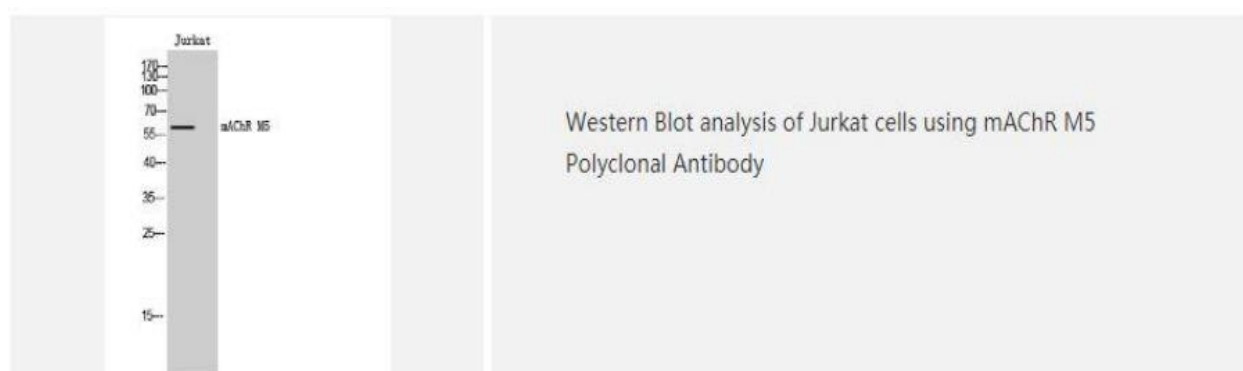 Jurkat
170
130
100
70
55
mAChR M5
40
35
25
15
Western Blot analysis of Jurkat cells using mAChR M5
Polyclonal Antibody